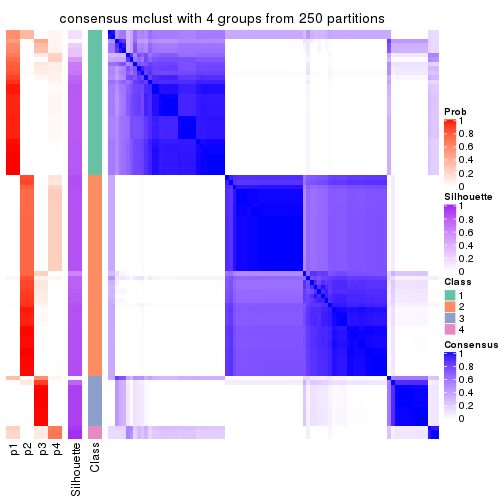 consensus mclust with 4 groups from 250 partitions
Prob
1
0.8
0.6
0.4
0.2
0
Silhouette
1
0.8
0.6
0.4
0.2
0
Class
1
2
3
4
Consensus
1
0.8
0.6
0.4
0.2
0
p1
p2
p3
p4
Silhouette
Class